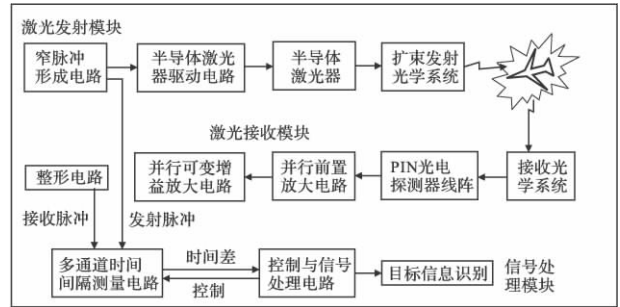 激光发射模块
窄脉冲
形成电路
半导体激光
器驱动电路
半导体
激光器
扩束发射
光学系统
激光接收模块
并行可变增
益放大电路
并行前置
放大电路
PIN光电
探测器线阵
接收光
学系统
整形电路
接收脉冲
发射脉冲
多通道时间
间隔测量电路
时间差
控制
控制与信号
处理电路
目标信息识别
信号处
理模块